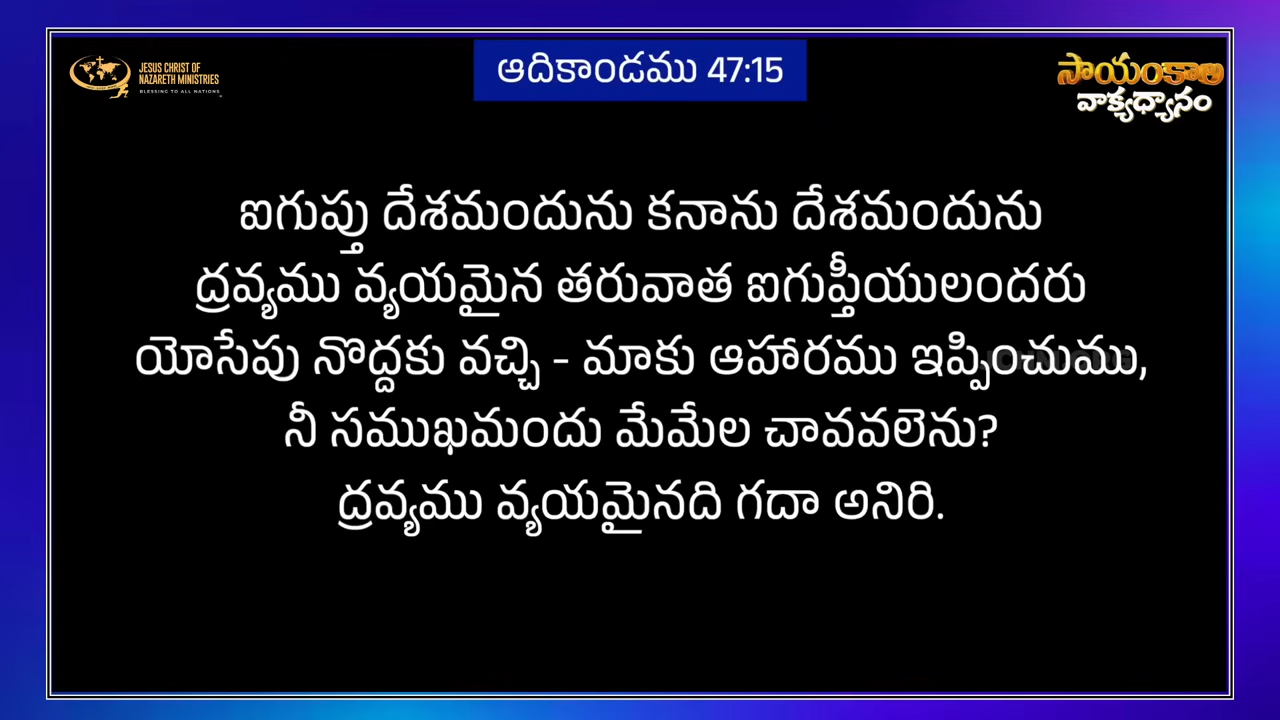 JESUS CHRIST OF
NAZARETH MINISTRIES
BLESSING TO ALL NATIONS
ఆదికాండము 47:15
సాయంకాల
వాక్యధ్యానం
ఐగుప్తు దేశమందును కనాను దేశమందును
ద్రవ్యము వ్యయమైన తరువాత ఐగుప్తీయులందరు
యోసేపు నొద్దకు వచ్చి - మాకు ఆహారము ఇప్పించుము,
నీ సముఖమందు మేమేల చావవలెను?
ద్రవ్యము వ్యయమైనది గదా అనిరి.